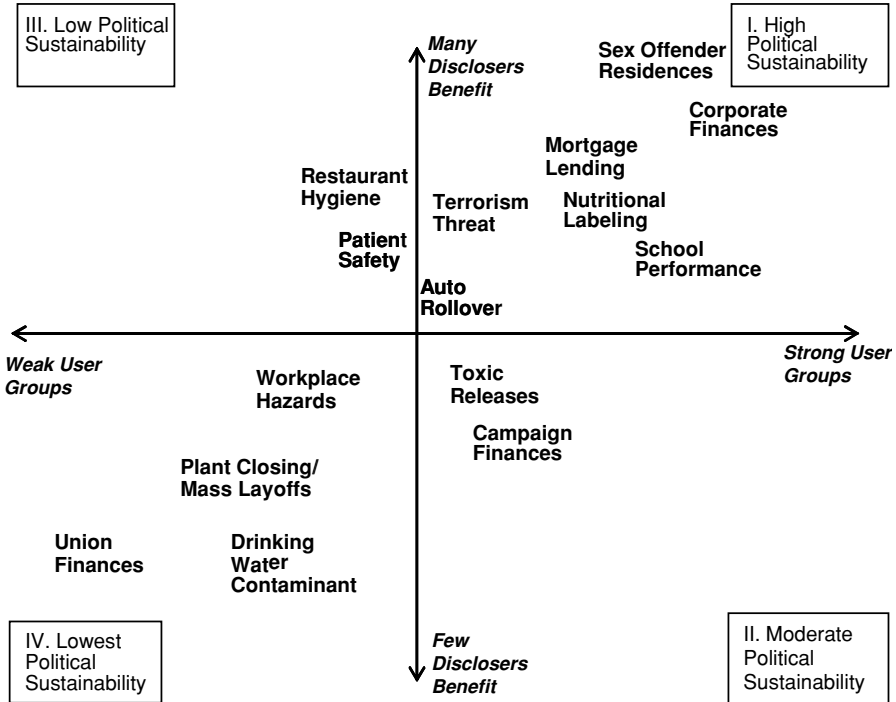 III. Low Political
Sustainability
Many
Disclosers
Benefit
Sex Offender
Residences
I. High
Political
Sustainability
Corporate
Finances
Mortgage
Lending
Restaurant
Hygiene
Terrorism
Threat
Nutritional
Labeling
Patient
Safety
School
Performance
Auto
Rollover
Weak User
Groups
Strong User
Groups
Workplace
Hazards
Toxic
Releases
Campaign
Finances
Plant Closing/
Mass Layoffs
Union
Finances
Drinking
Water
Contaminant
IV. Lowest
Political
Sustainability
Few
Disclosers
Benefit
II. Moderate
Political
Sustainability